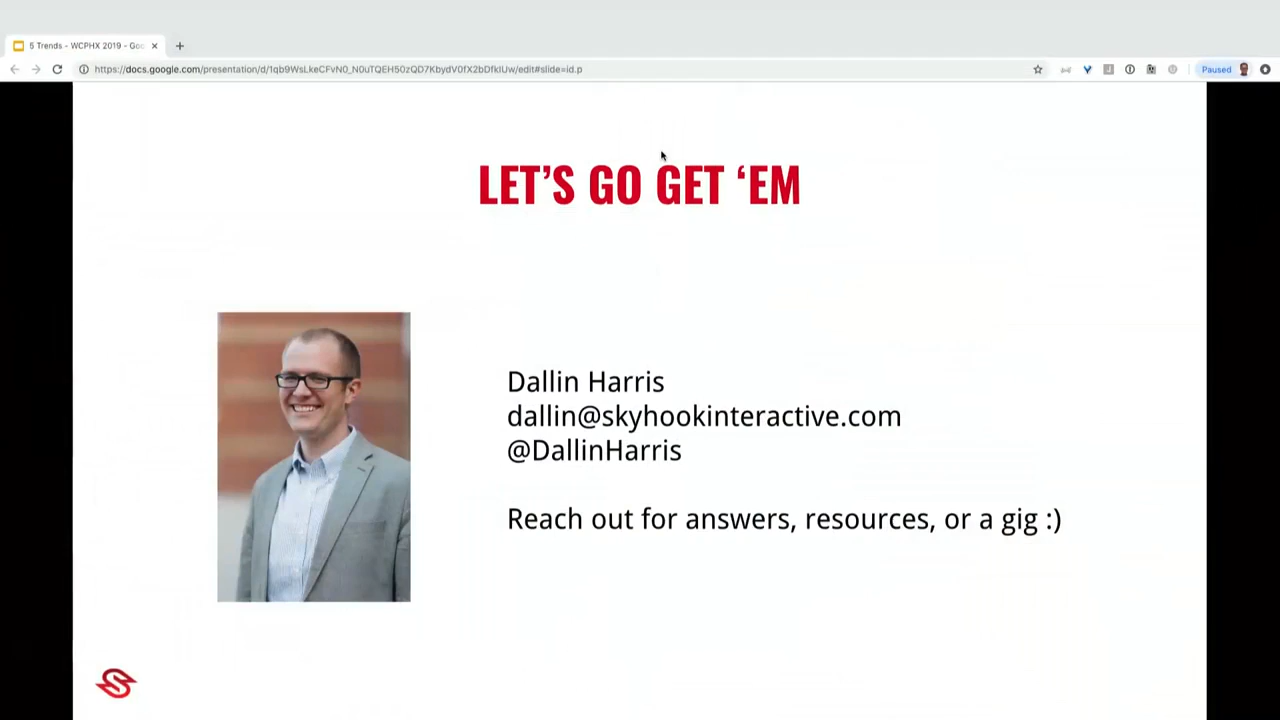 5 Trends - WCPHX 2019 - Goo
https://docs.google.com/presentation/d/1qb9WsLkeCFvN0_N0uTQEH50zQD7KbydV0fX2bDfkIUw/edit#slide=id.p
Paused
LET'S GO GET ‘EM
Dallin Harris
dallin@skyhookinteractive.com
@DallinHarris
Reach out for answers, resources, or a gig :)